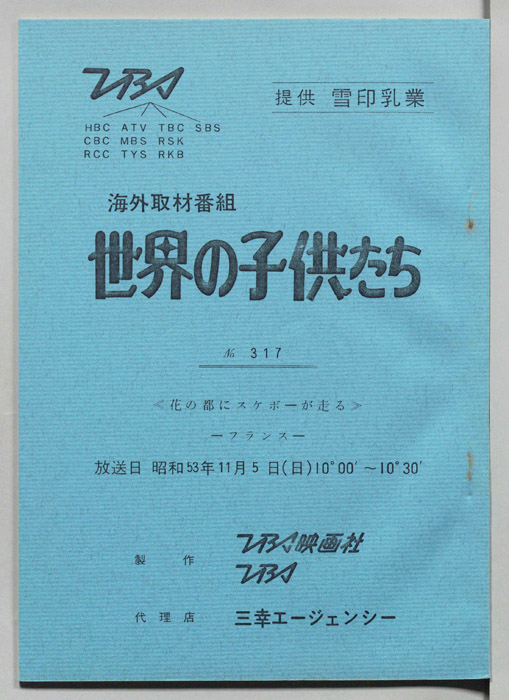 TBS
提供 雪印乳業
HBC ATV TBC SBS
CBC MBS RSK
RCC TYS RKB
海外取材番組
世界の子供たち
№ 317
≪花の都にスケボーが走る≫
―フランス―
放送日 昭和53年11月5日(日)10°00′～10°30′
製作 TBS映画社
TBS
代理店 三幸エージェンシー